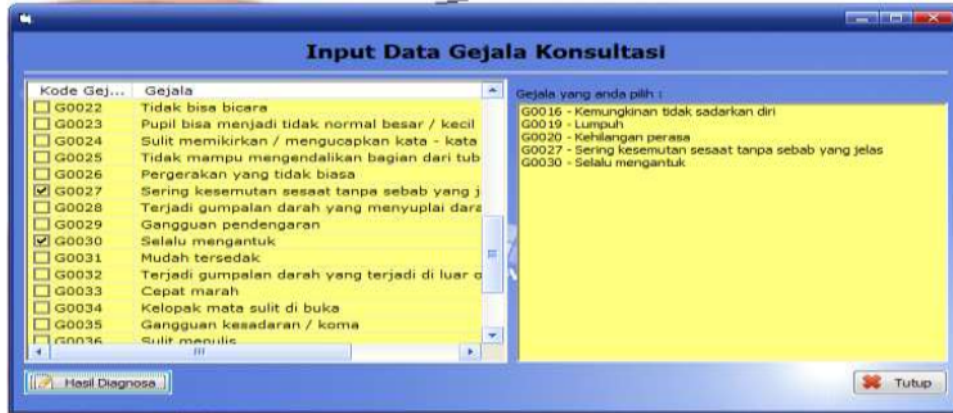 Input Data Gejala Konsultasi
Kode Gej... Gejala
G0022 Tidak bisa bicara
G0023 Pupil bisa menjadi tidak normal besar / kecil
G0024 Sulit memikirkan / mengucapkan kata - kata
G0025 Tidak mampu mengendalikan bagian dari tub
G0026 Pergerakan yang tidak biasa
G0027 Sering kesemutan sesaat tanpa sebab yang j
G0028 Terjadi gumpalan darah yang menyuplai dara
G0029 Gangguan pendengaran
G0030 Selalu mengantuk
G0031 Mudah tersedak
G0032 Terjadi gumpalan darah yang terjadi di luar o
G0033 Cepat marah
G0034 Kelopak mata sulit di buka
G0035 Gangguan kesadaran / koma
G0036 Sulit menulis
Gejala yang anda pilih :
G0016 - Kemungkinan tidak sadarkan diri
G0019 - Lumpuh
G0020 - Kehilangan perasa
G0027 - Sering kesemutan sesaat tanpa sebab yang jelas
G0030 - Selalu mengantuk
Hasil Diagnosa
Tutup